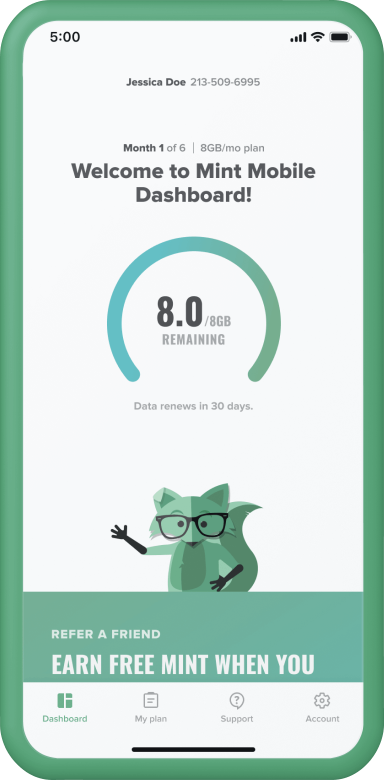 5:00
Jessica Doe 213-509-6995
Month 1 of 6 | 8GB/mo plan
Welcome to Mint Mobile
Dashboard!
8.0/8GB
REMAINING
Data renews in 30 days.
REFER A FRIEND
EARN FREE MINT WHEN YOU
Dashboard My plan Support Account